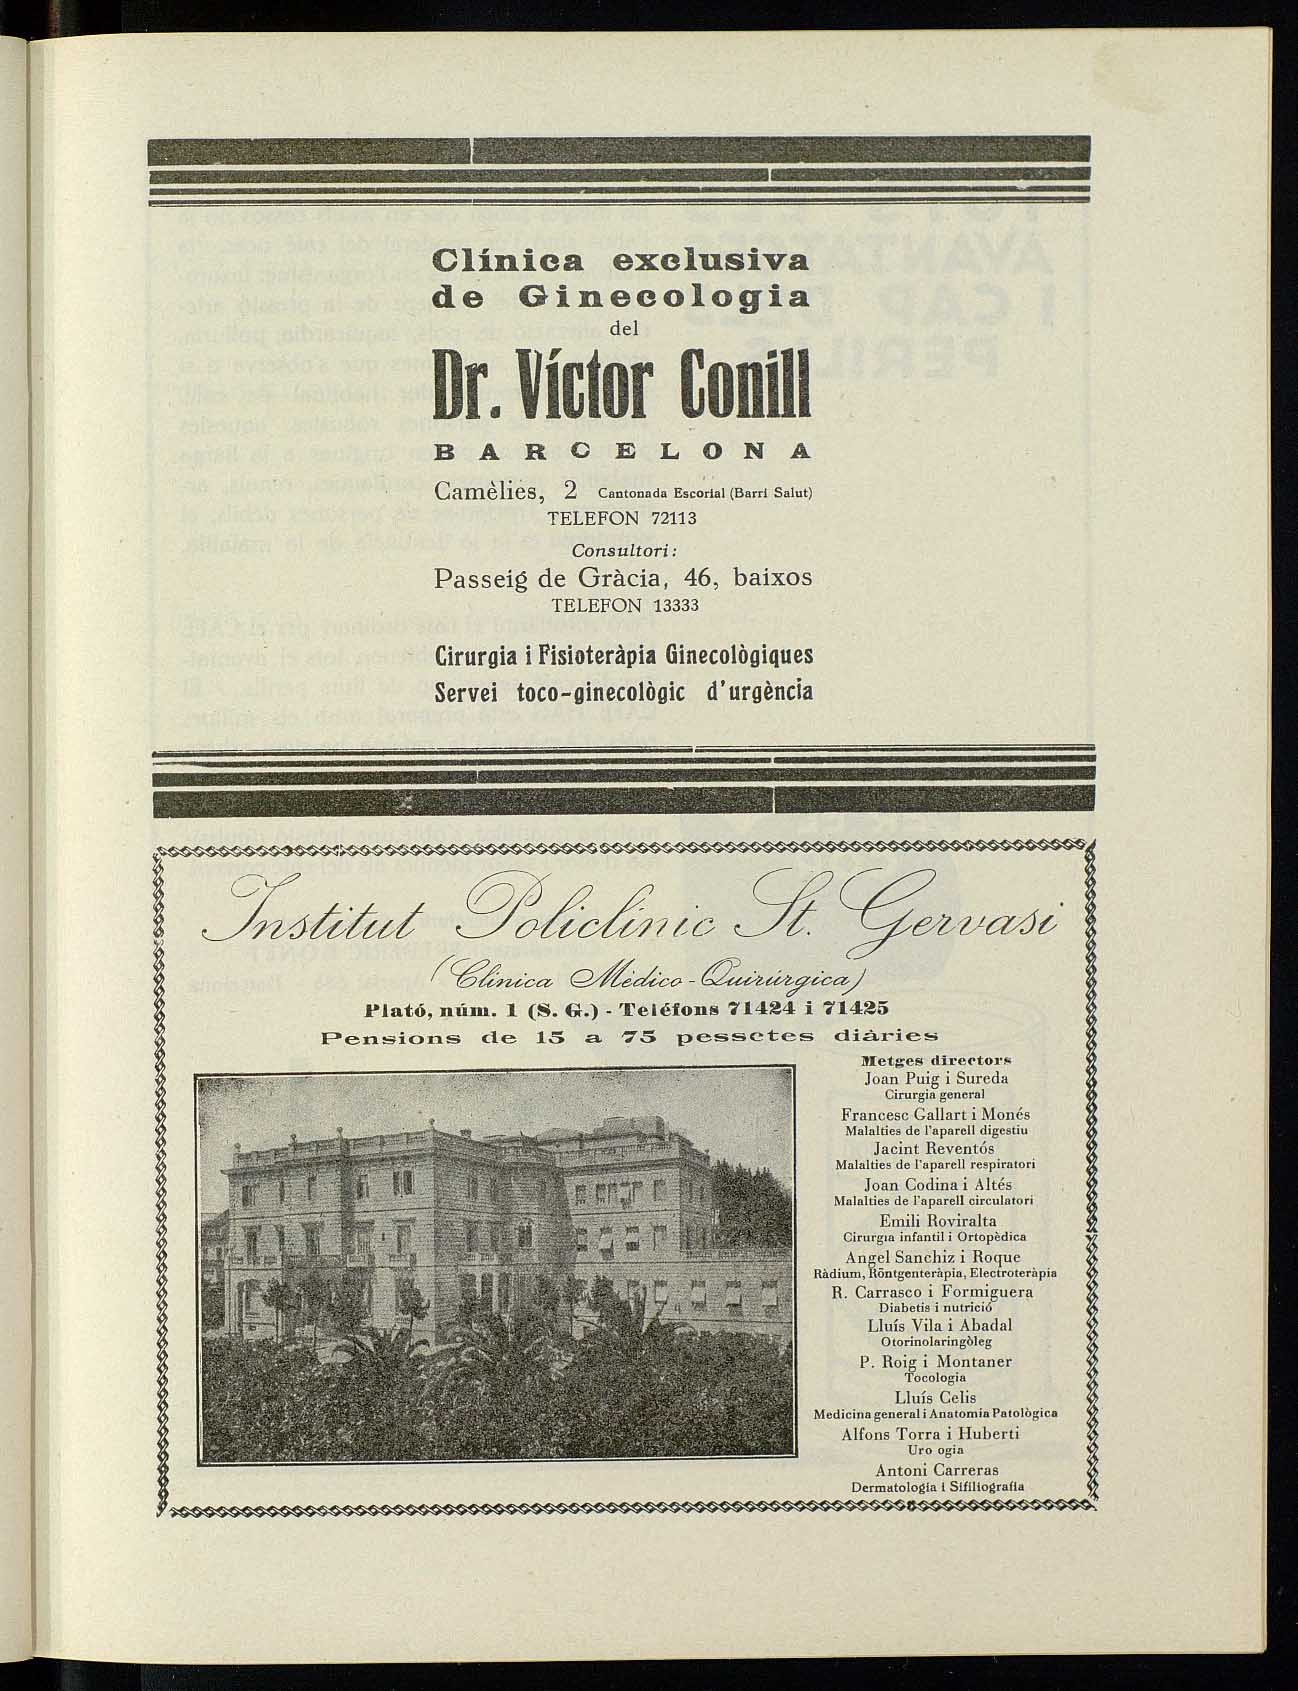 Clínica exclusiva
de Ginecologia
del
Dr. Víctor Conill
BARCELONA
Camèlies, 2 Cantonada Escorial (Barri Salut)
TELEFON 72113
Consultori:
Passeig de Gràcia, 46, baixos
TELEFON 13333
Cirurgia i Fisioteràpia Ginecològiques
Servei toco-ginecològic d'urgència
Institut Policlínic St. Gervasi
(Clínica Médico-Quirúrgica)
Plató, núm. 1 (S. G.) - Teléfons 71424 i 71425
Pensions de 15 a 75 pessetes diàries
Metges directors
Joan Puig i Sureda
Cirurgia general
Francesc Gallart i Monés
Malalties de l'aparell digestiu
Jacint Reventós
Malalties de l'aparell respiratori
Joan Codina i Altés
Malalties de l'aparell circulatori
Emili Roviralta
Cirurgia infantil i Ortopèdica
Angel Sanchiz i Roque
Ràdium, Röntgenteràpia, Electroteràpia
R. Carrasco i Formiguera
Diabetis i nutrició
Lluís Vila i Abadal
Otorinolaringòleg
P. Roig i Montaner
Tocologia
Lluís Celis
Medicina general i Anatomia Patològica
Alfons Torra i Huberti
Uro ogia
Antoni Carreras
Dermatologia i Sifiliografia